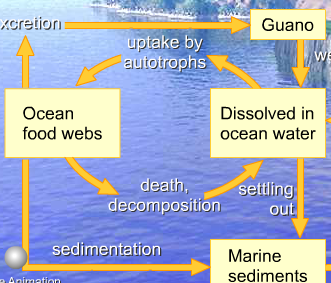 xcretion
Guano
we
uptake by
autotrophs
Ocean
food webs
Dissolved in
ocean water
death,
decomposition
settling
out
sedimentation
Marine
sediments
e Animation